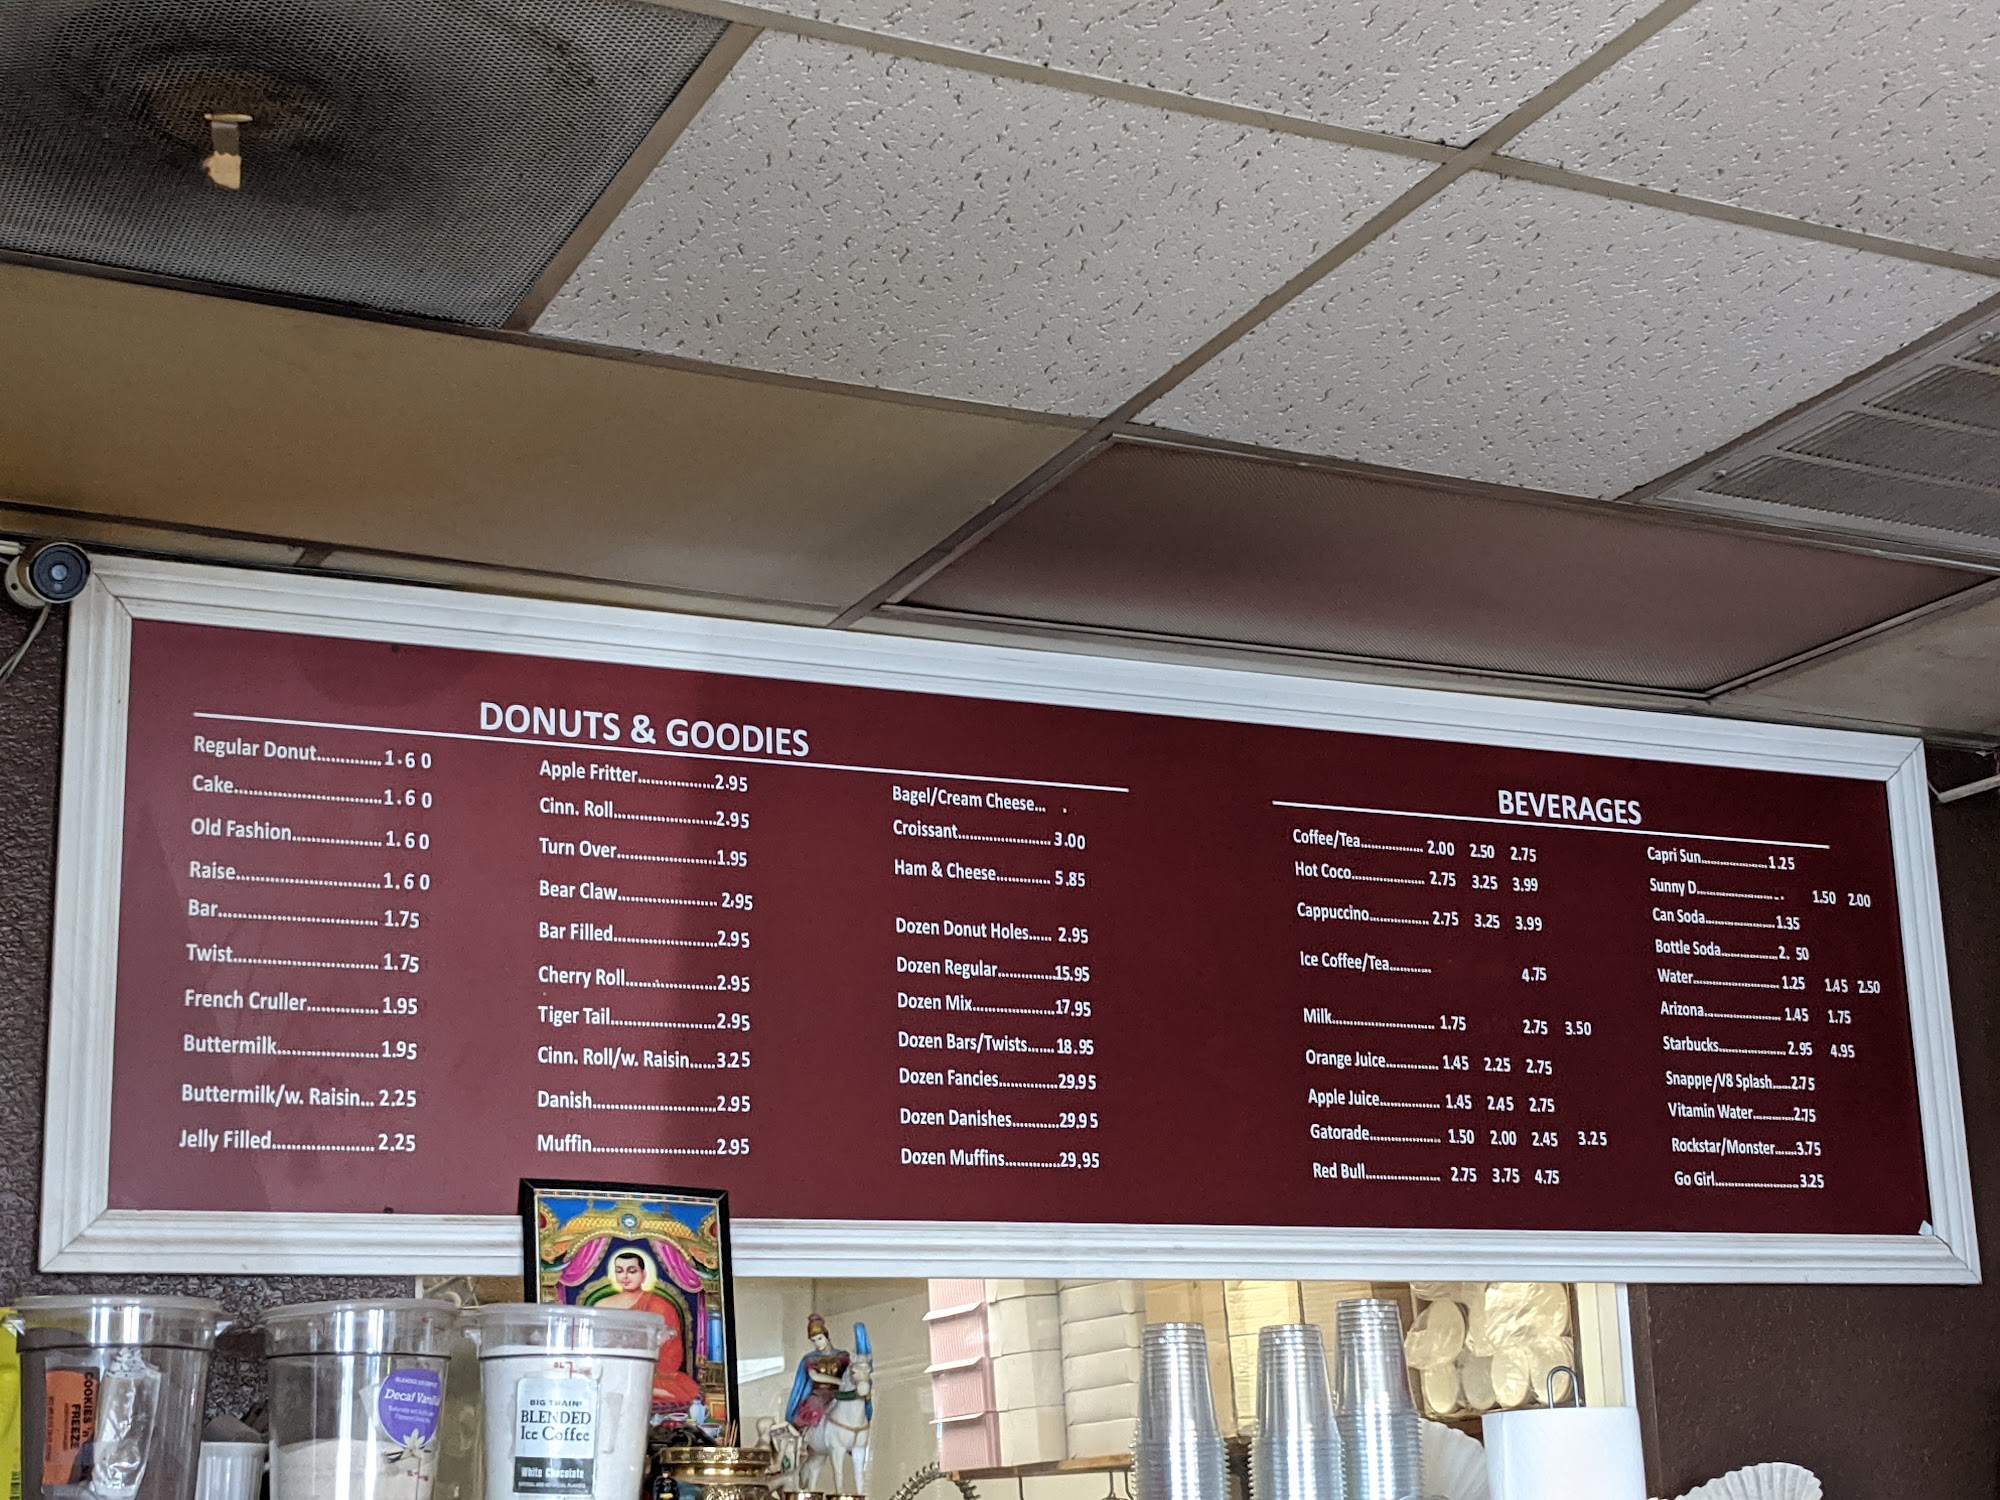 DONUTS & GOODIES
Regular Donut..............1.60
Cake................................1.60
Old Fashion....................1.60
Raise...............................1.60
Bar.................................. 1.75
Twist............................... 1.75
French Cruller................1.95
Buttermilk......................1.95
Buttermilk/w. Raisin... 2.25
Jelly Filled...................... 2.25
Apple Fritter.................2.95
Cinn. Roll......................2.95
Turn Over......................1.95
Bear Claw...................... 2.95
Bar Filled.......................2.95
Cherry Roll....................2.95
Tiger Tail.......................2.95
Cinn. Roll/w. Raisin......3.25
Danish...........................2.95
Muffin...........................2.95
Bagel/Cream Cheese...
Croissant....................... 3.00
Ham & Cheese............. 5.85
Dozen Donut Holes...... 2.95
Dozen Regular..............15.95
Dozen Mix....................17.95
Dozen Bars/Twists.......18.95
Dozen Fancies..............29.95
Dozen Danishes............29.95
Dozen Muffins..............29.95
BEVERAGES
Coffee/Tea................ 2.00 2.50 2.75
Hot Coco................... 2.75 3.25 3.99
Cappuccino................ 2.75 3.25 3.99
Ice Coffee/Tea........... 4.75
Milk........................... 1.75 2.75 3.50
Orange Juice.............. 1.45 2.25 2.75
Apple Juice................ 1.45 2.45 2.75
Gatorade................... 1.50 2.00 2.45 3.25
Red Bull.................... 2.75 3.75 4.75
Capri Sun....................1.25
Sunny D...................... 1.50 2.00
Can Soda....................1.35
Bottle Soda.................2. 50
Water..........................1.25 1.45 2.50
Arizona....................... 1.45 1.75
Starbucks....................2.95 4.95
Snapple/V8 Splash......2.75
Vitamin Water............2.75
Rockstar/Monster.......3.75
Go Girl........................3.25
COOKIES 'n
FREEZE
Decaf Vanil
BIG TRAIN
BLENDED
Ice Coffee
White Chocolate